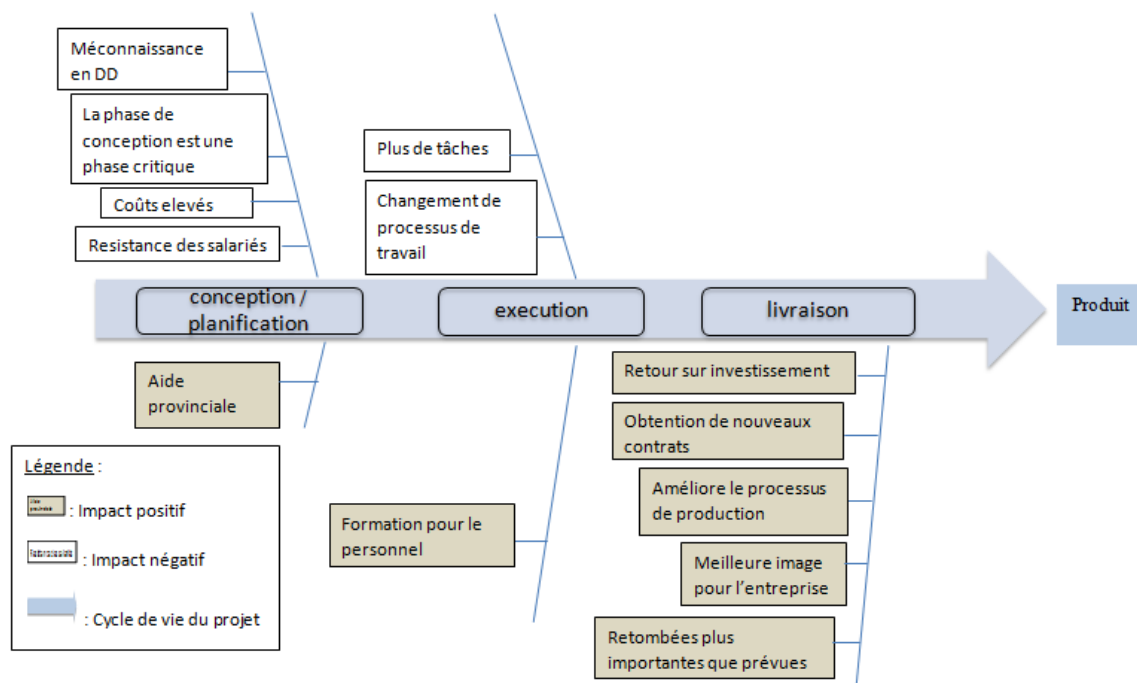 Méconnaissance
en DD
La phase de
conception est une
phase critique
Coûts elevés
Resistance des salariés
Plus de tâches
Changement de
processus de
travail
conception /
planification
execution
livraison
Produit
Aide
provinciale
Retour sur investissement
Obtention de nouveaux
contrats
Améliore le processus
de production
Meilleure image
pour l'entreprise
Retombées plus
importantes que prévues
Formation pour le
personnel
Légende :
: Impact positif
: Impact négatif
: Cycle de vie du projet